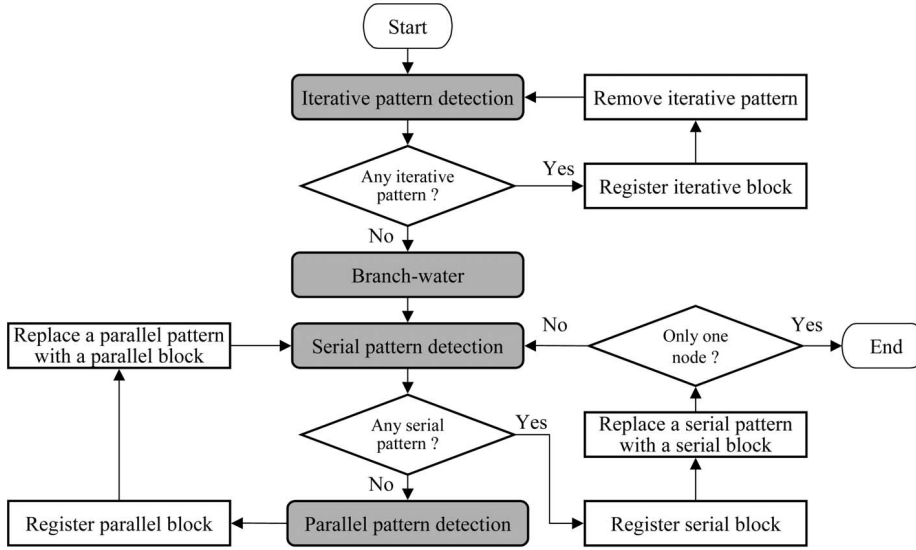 Start
Iterative pattern detection
Remove iterative pattern
Any iterative
pattern ?
Yes
Register iterative block
No
Branch-water
Replace a parallel pattern
with a parallel block
Serial pattern detection
No
Only one
node ?
Yes
End
Any serial
pattern ?
Yes
Replace a serial pattern
with a serial block
No
Register parallel block
Parallel pattern detection
Register serial block